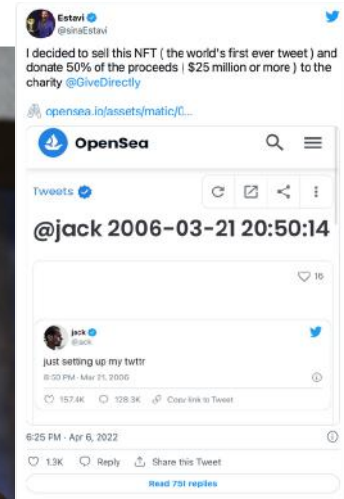 Estavi
@sinaEstavi
I decided to sell this NFT ( the world's first ever tweet ) and
donate 50% of the proceeds ( $25 million or more ) to the
charity @GiveDirectly
opensea.io/assets/matic/0...
OpenSea
Tweets
@jack 2006-03-21 20:50:14
16
jack
@jack
just setting up my twttr
8:50 PM · Mar 21, 2006
157.4K 128.3K Copy link to Tweet
6:25 PM · Apr 6, 2022
1.3K Reply Share this Tweet
Read 751 replies